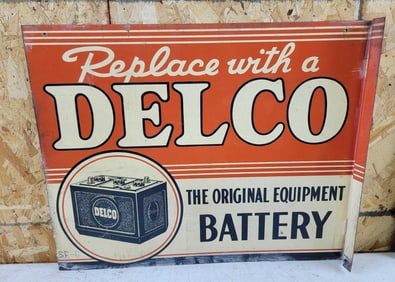 Replace with a
DELCO
DELCO
THE ORIGINAL EQUIPMENT
BATTERY